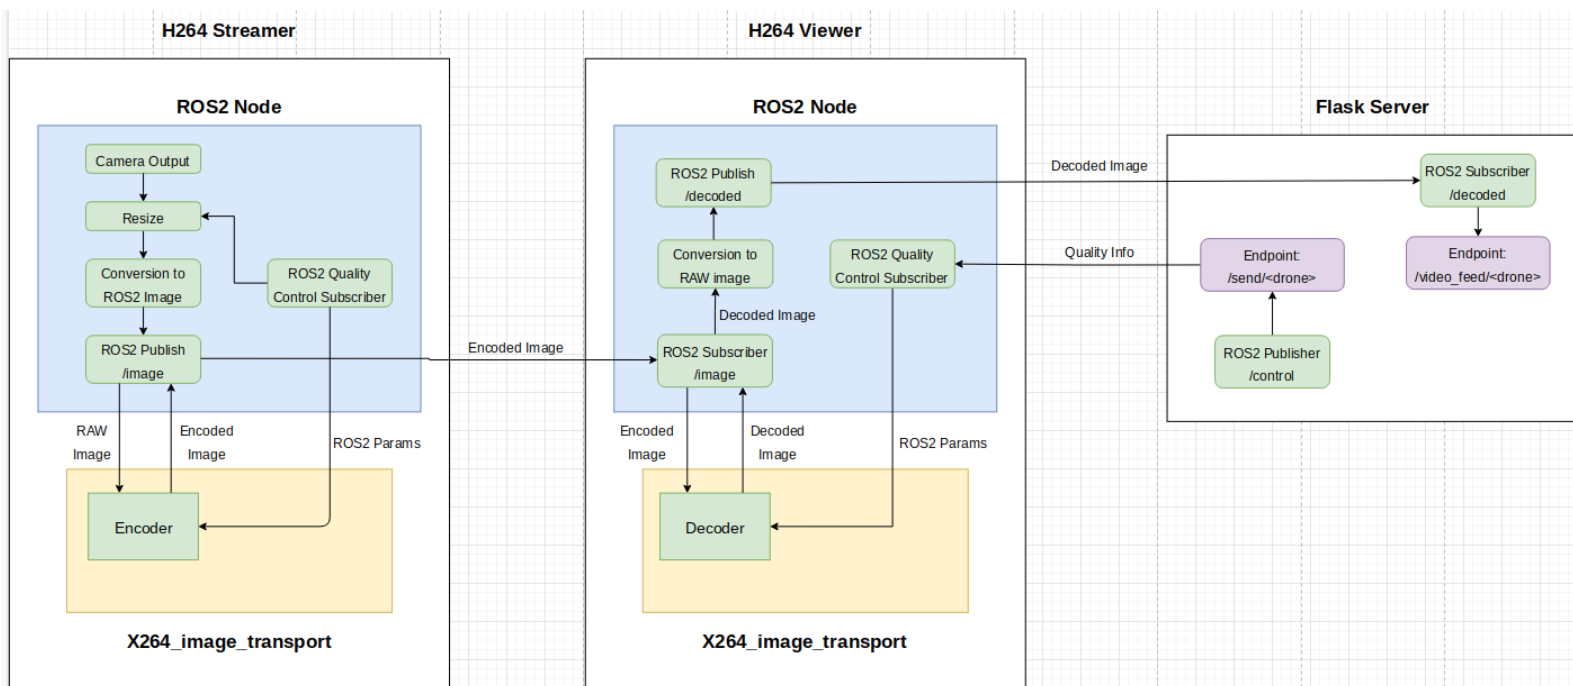 H264 Streamer
ROS2 Node
Camera Output
Resize
Conversion to
ROS2 Image
ROS2 Quality
Control Subscriber
ROS2 Publish
/image
RAW
Image
Encoded
Image
ROS2 Params
Encoder
X264_image_transport
Encoded Image
H264 Viewer
ROS2 Node
ROS2 Publish
/decoded
Conversion to
RAW image
ROS2 Quality
Control Subscriber
Decoded Image
ROS2 Subscriber
/image
Encoded
Image
Decoded
Image
ROS2 Params
Decoder
X264_image_transport
Decoded Image
Quality Info
Flask Server
ROS2 Subscriber
/decoded
Endpoint:
/send/<drone>
Endpoint:
/video_feed/<drone>
ROS2 Publisher
/control